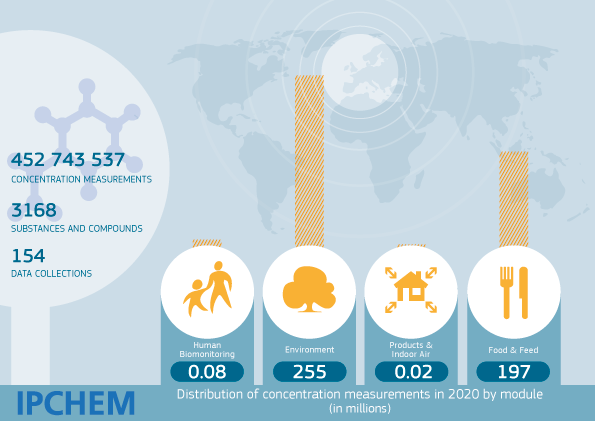 452 743 537
CONCENTRATION MEASUREMENTS
3168
SUBSTANCES AND COMPOUNDS
154
DATA COLLECTIONS
Human
Biomonitoring
0.08
Environment
255
Products &
Indoor Air
0.02
Food & Feed
197
IPCHEM
Distribution of concentration measurements in 2020 by module
(in millions)